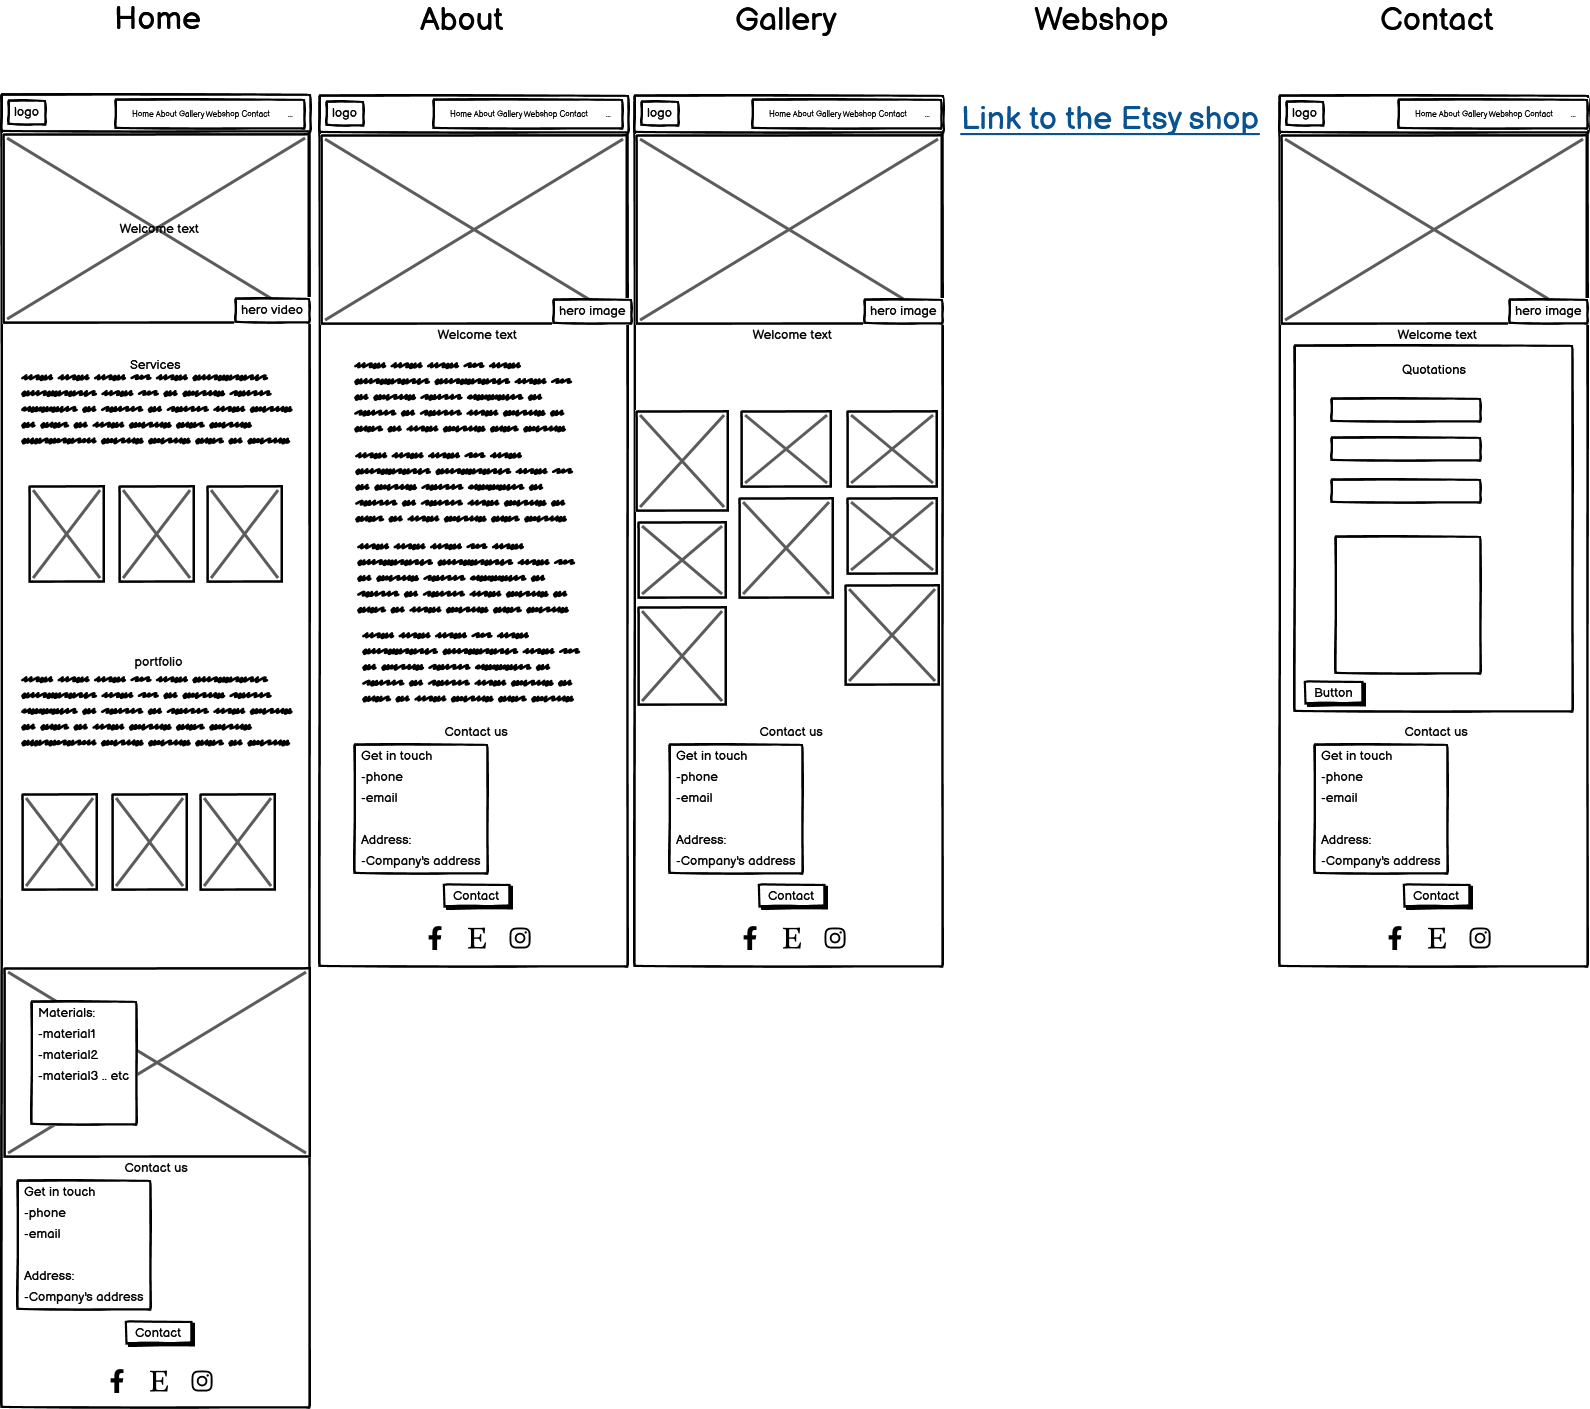 Home
About
Gallery
Webshop
Contact
logo
Home About Gallery Webshop Contact ...
Welcome text
hero video
Services
portfolio
Materials:
-material1
-material2
-material3 .. etc
Contact us
Get in touch
-phone
-email
Address:
-Company's address
Contact
E
logo
Home About Gallery Webshop Contact ...
hero image
Welcome text
Contact us
Get in touch
-phone
-email
Address:
-Company's address
Contact
E
logo
Home About Gallery Webshop Contact ...
hero image
Welcome text
Contact us
Get in touch
-phone
-email
Address:
-Company's address
Contact
E
Link to the Etsy shop
logo
Home About Gallery Webshop Contact ...
hero image
Welcome text
Quotations
Button
Contact us
Get in touch
-phone
-email
Address:
-Company's address
Contact
E